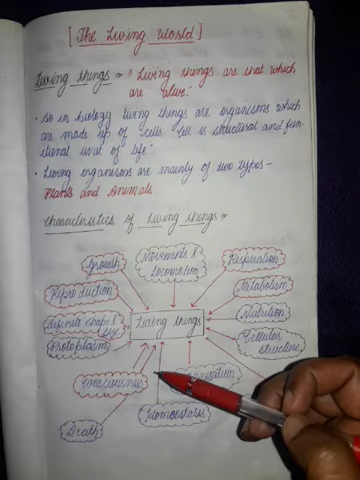 [The Living World]
Living things ⇒ "Living things are that which
are alive."
• So in biology living things are organisms which
are made up of cells. Cell is structural and fun-
ctional unit of life."
• Living organisms are mainly of two types-
Plants and Animals.
Characteristics of Living things ⇒
Movements &
Locomotion
Growth
Respiration
Reproduction
Metabolism
Nutrition
Definite shape &
size
Living things
Protoplasm
Cellular
structure
Consciousness
Homeostasis
Death